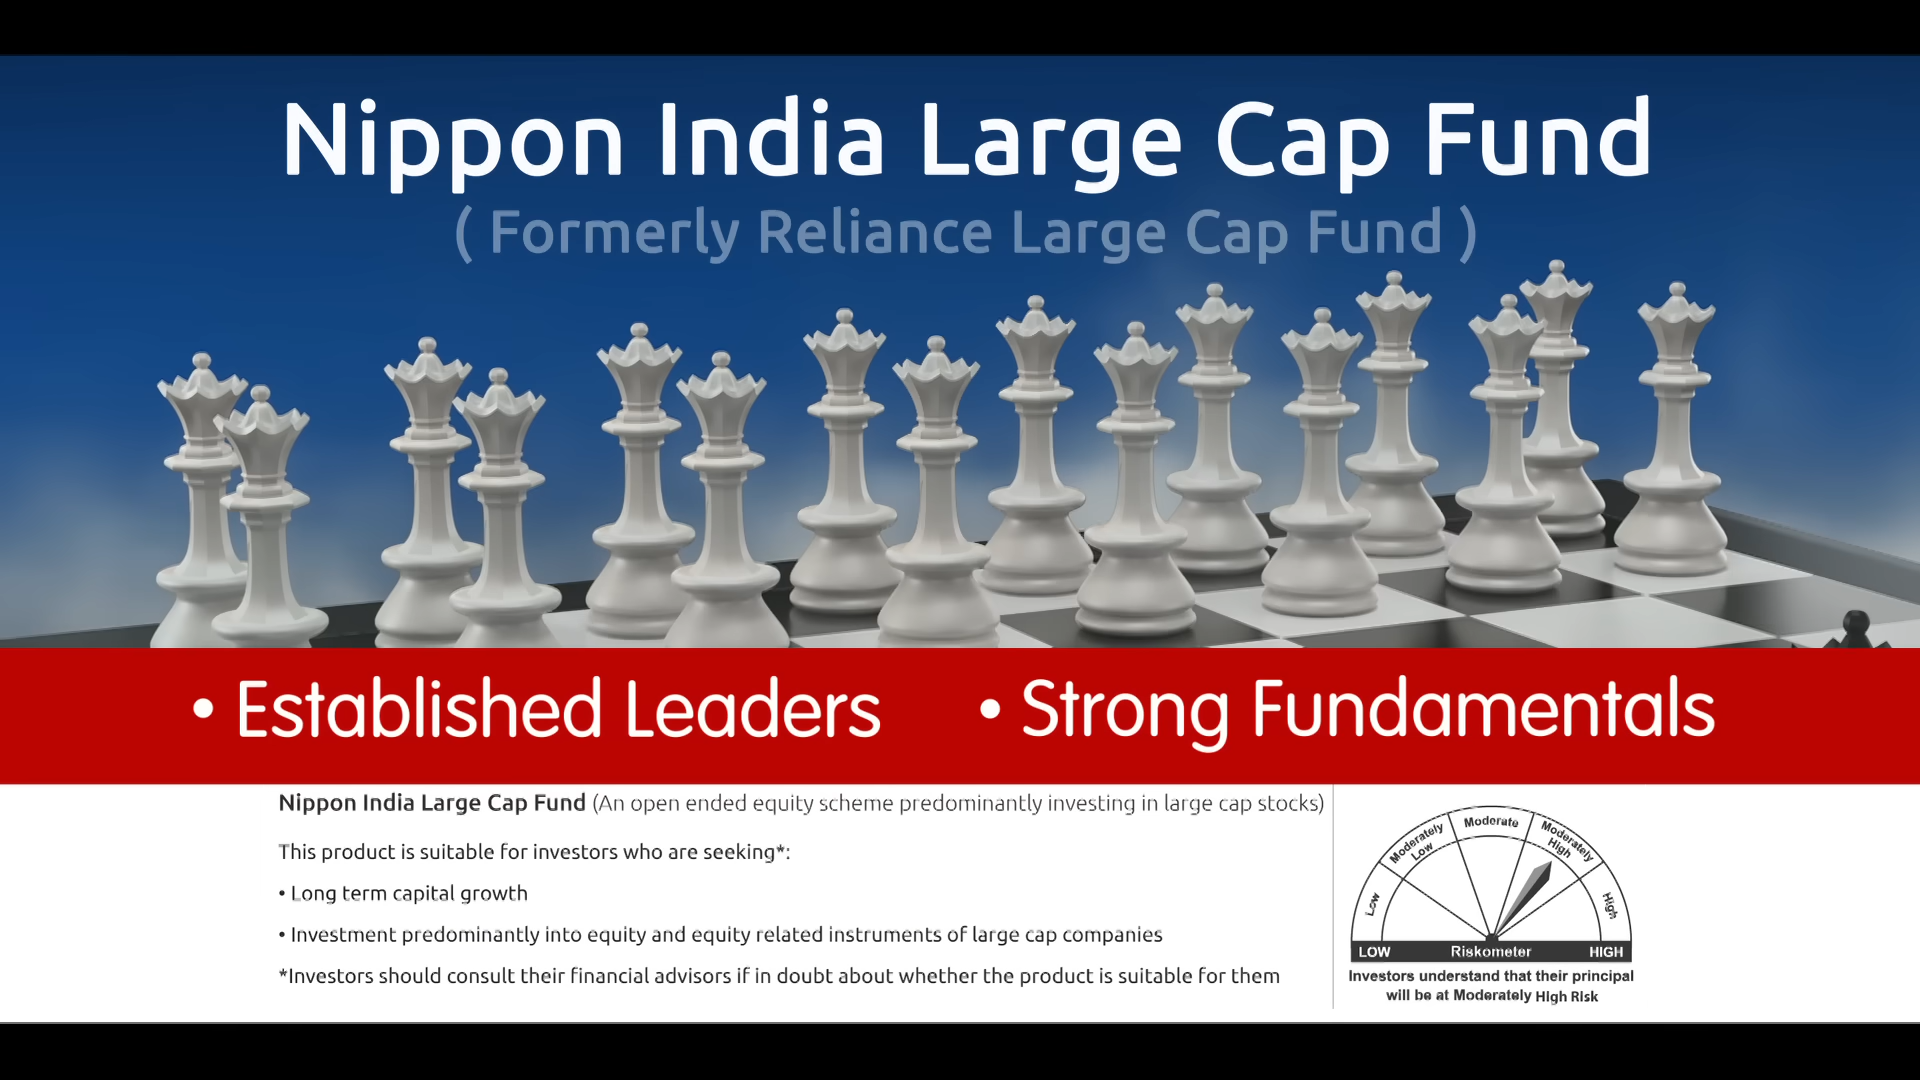 Nippon India Large Cap Fund
( Formerly Reliance Large Cap Fund )
• Established Leaders • Strong Fundamentals
Nippon India Large Cap Fund (An open ended equity scheme predominantly investing in large cap stocks)
This product is suitable for investors who are seeking*:
• Long term capital growth
• Investment predominantly into equity and equity related instruments of large cap companies
*Investors should consult their financial advisors if in doubt about whether the product is suitable for them
Low
Moderately
Low
Moderate
Moderately
High
High
LOW Riskometer HIGH
Investors understand that their principal
will be at Moderately High Risk